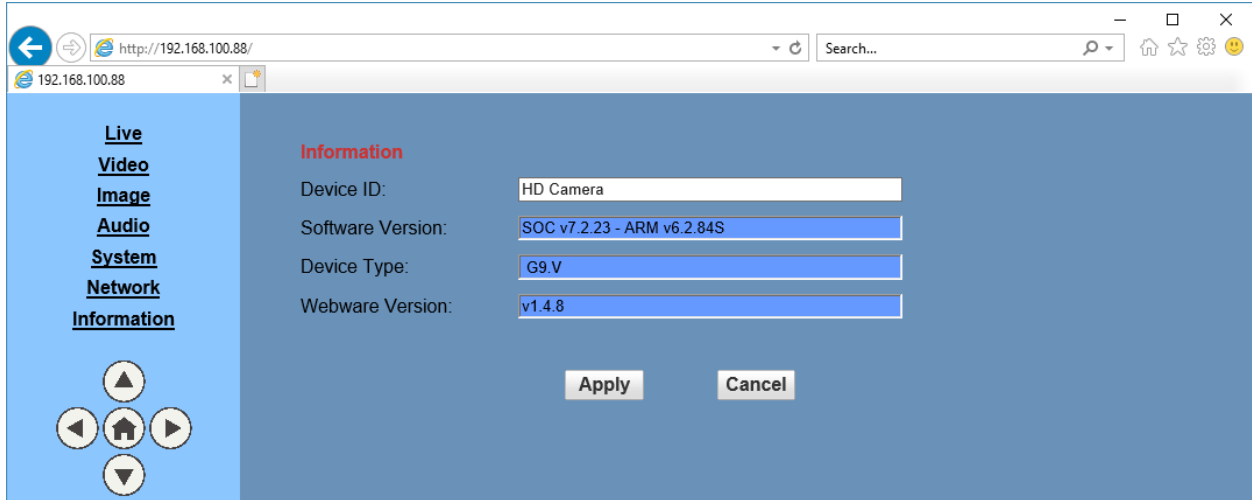 http://192.168.100.88/
Search...
192.168.100.88
Live
Video
Image
Audio
System
Network
Information
Information
Device ID: HD Camera
Software Version: SOC v7.2.23 - ARM v6.2.84S
Device Type: G9.V
Webware Version: v1.4.8
Apply Cancel